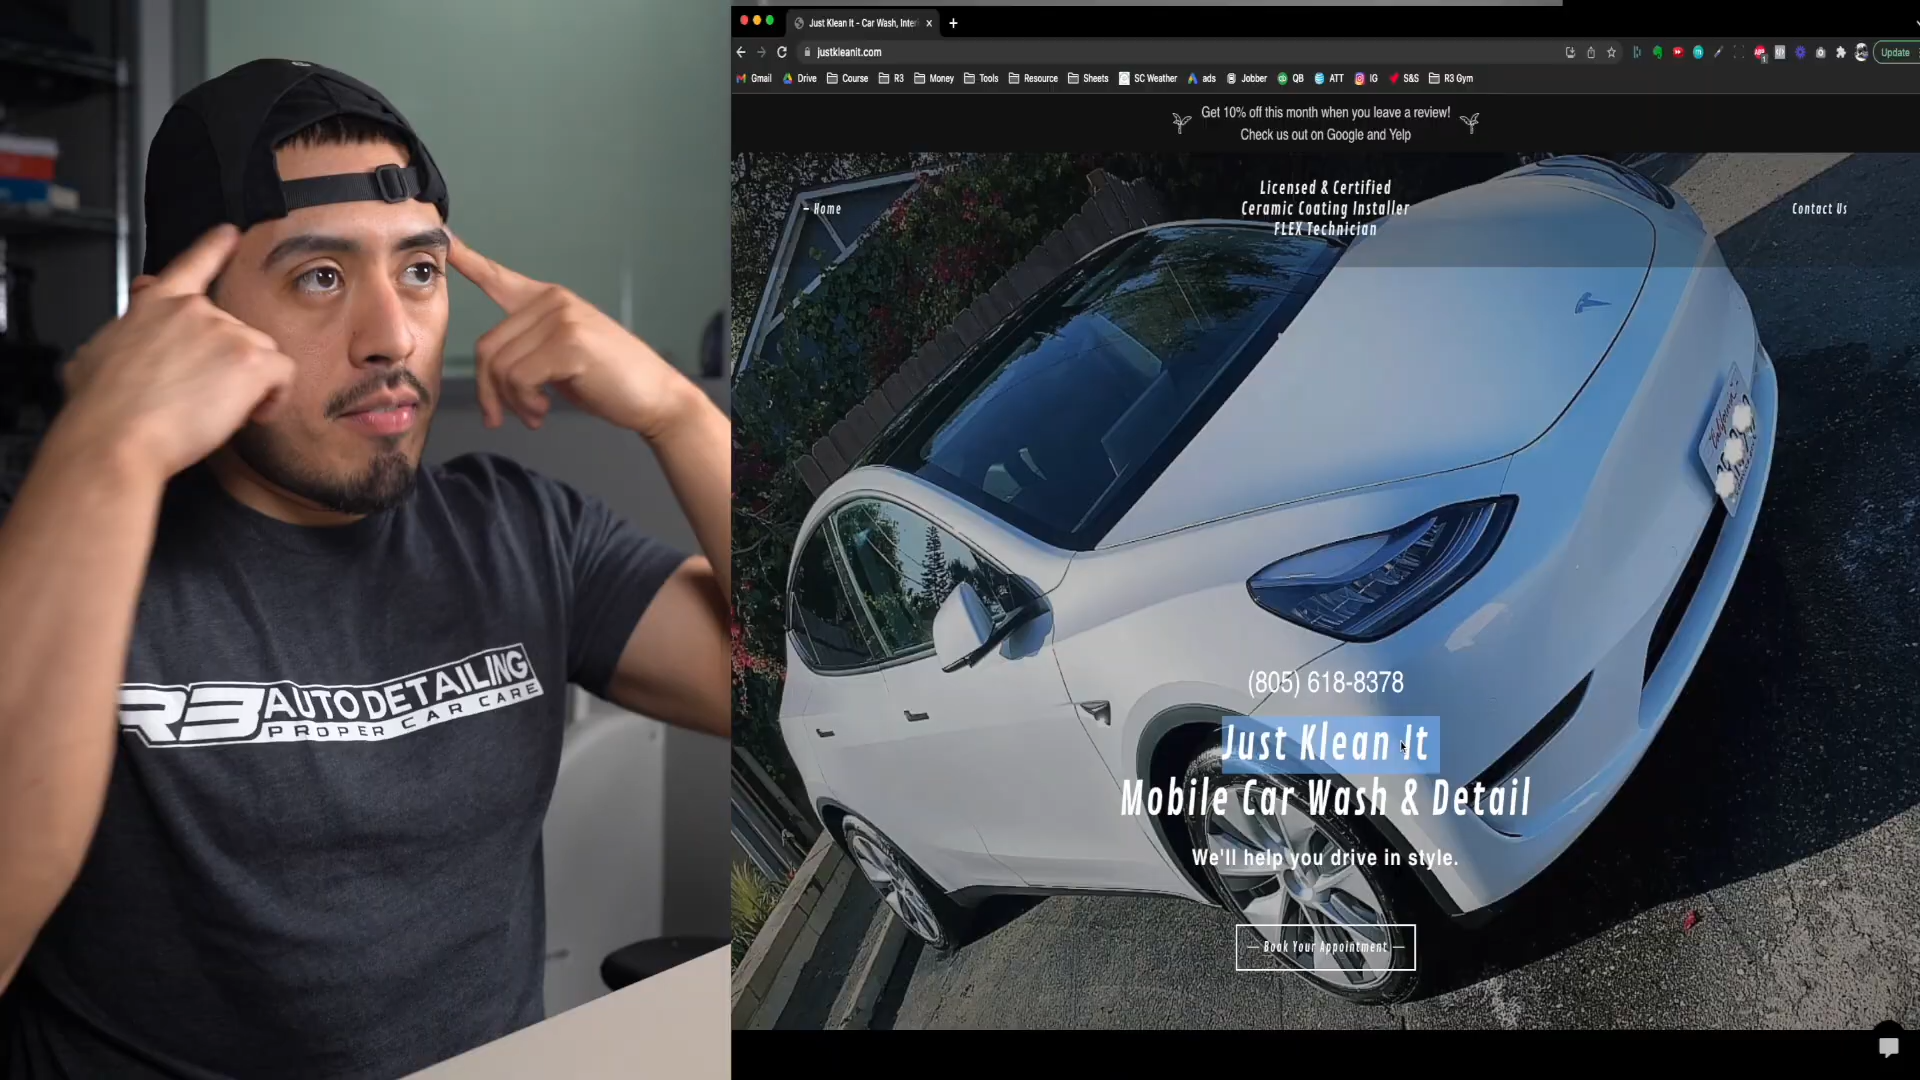 Just Klean It - Car Wash, Inter
justkleanit.com
Update
Gmail
Drive
Course
R3
Money
Tools
Resource
Sheets
SC Weather
ads
Jobber
QB
ATT
IG
S&S
R3 Gym
Get 10% off this month when you leave a review!
Check us out on Google and Yelp
– Home
Licensed & Certified
Ceramic Coating Installer
FLEX Technician
Contact Us
California
(805) 618-8378
Just Klean It
Mobile Car Wash & Detail
We'll help you drive in style.
— Book Your Appointment —
R3 AUTO DETAILING
PROPER CAR CARE